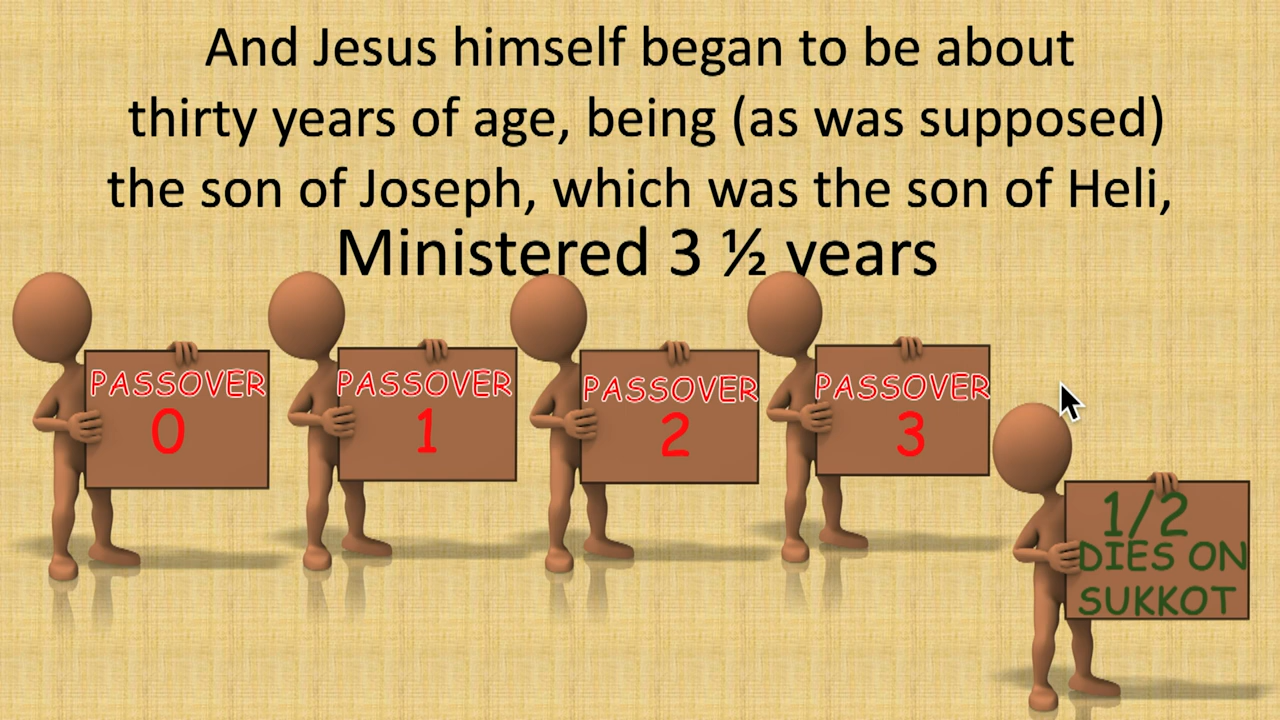 And Jesus himself began to be about
thirty years of age, being (as was supposed)
the son of Joseph, which was the son of Heli,
Ministered 3 ½ years
PASSOVER
0
PASSOVER
1
PASSOVER
2
PASSOVER
3
1/2
DIES ON
SUKKOT